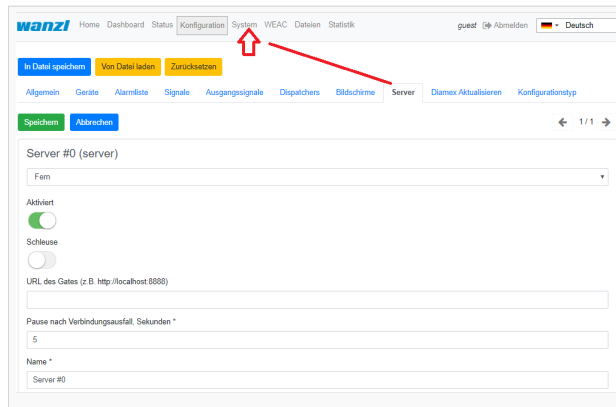 wanzl Home Dashboard Status Konfiguration System WEAC Dateien Statistik guest Abmelden Deutsch
In Datei speichern Von Datei laden Zurücksetzen
Allgemein Geräte Alarmliste Signale Ausgangssignale Dispatchers Bildschirme Server Diamex Aktualisieren Konfigurationstyp
Speichern Abbrechen 1 / 1
Server #0 (server)
Fern
Aktiviert
Schleuse
URL des Gates (z.B. http://localhost:8888)
Pause nach Verbindungsausfall, Sekunden *
5
Name *
Server #0